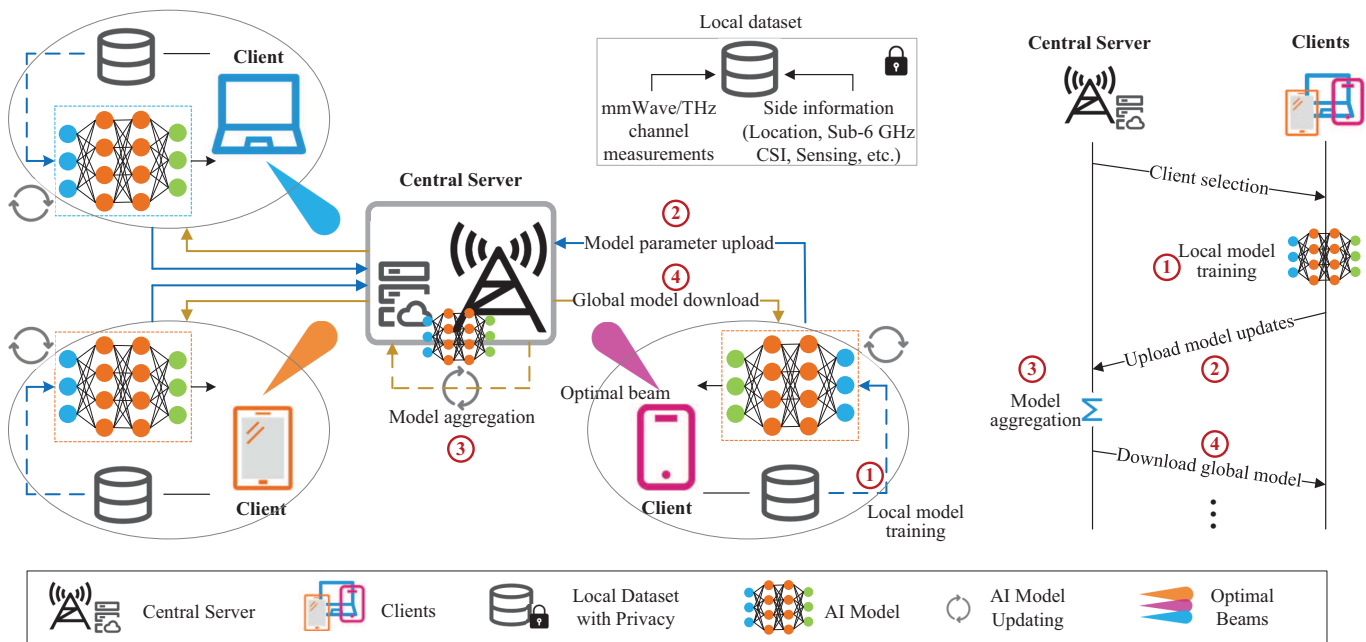 Client
Local dataset
mmWave/THz
channel
measurements
Side information
(Location, Sub-6 GHz
CSI, Sensing, etc.)
Central Server
2
Model parameter upload
4
Global model download
Optimal beam
Model aggregation
3
Client
Client
1
Local model
training
Central Server
Clients
Client selection
1
Local model
training
Upload model updates
2
3
Model
aggregation
Σ
4
Download global model
Central Server
Clients
Local Dataset
with Privacy
AI Model
AI Model
Updating
Optimal
Beams